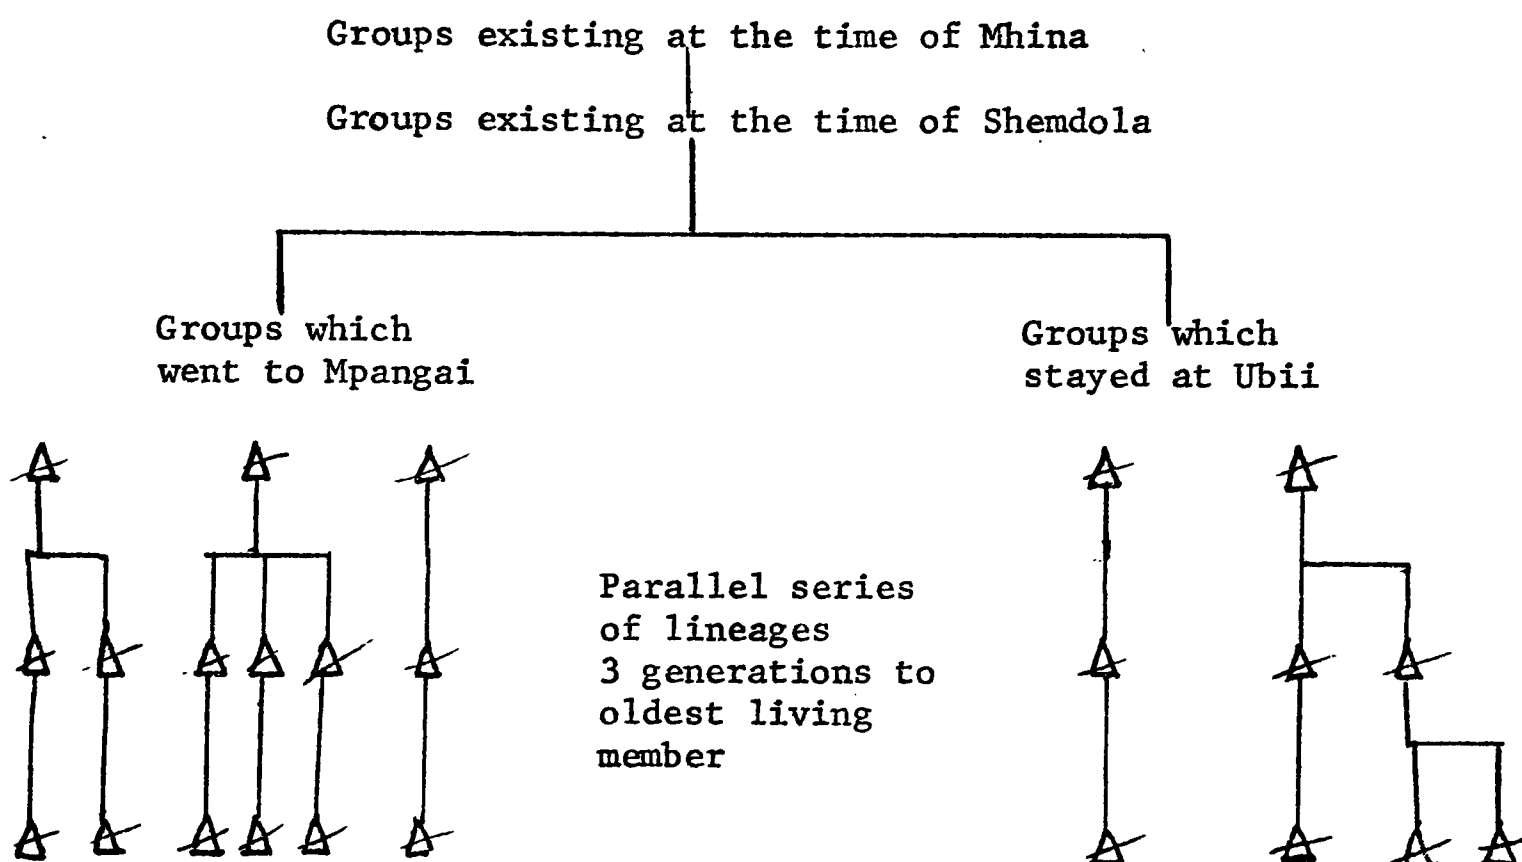 Groups existing at the time of Mhina
Groups existing at the time of Shemdola
Groups which
went to Mpangai
Groups which
stayed at Ubii
Parallel series
of lineages
3 generations to
oldest living
member